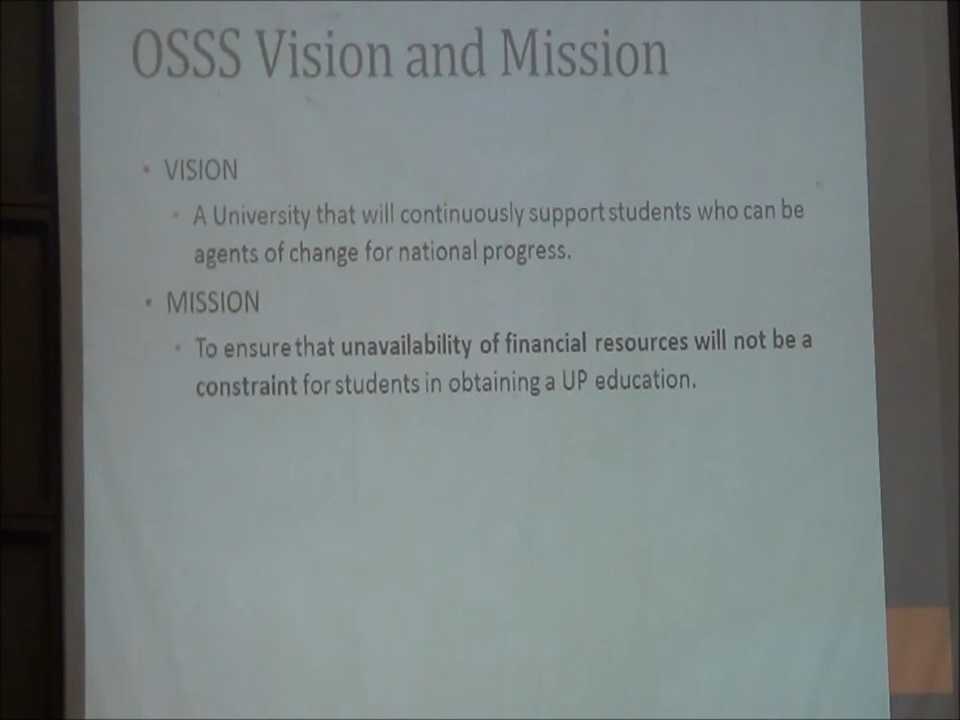 OSSS Vision and Mission
• VISION
• A University that will continuously support students who can be
agents of change for national progress.
• MISSION
• To ensure that unavailability of financial resources will not be a
constraint for students in obtaining a UP education.